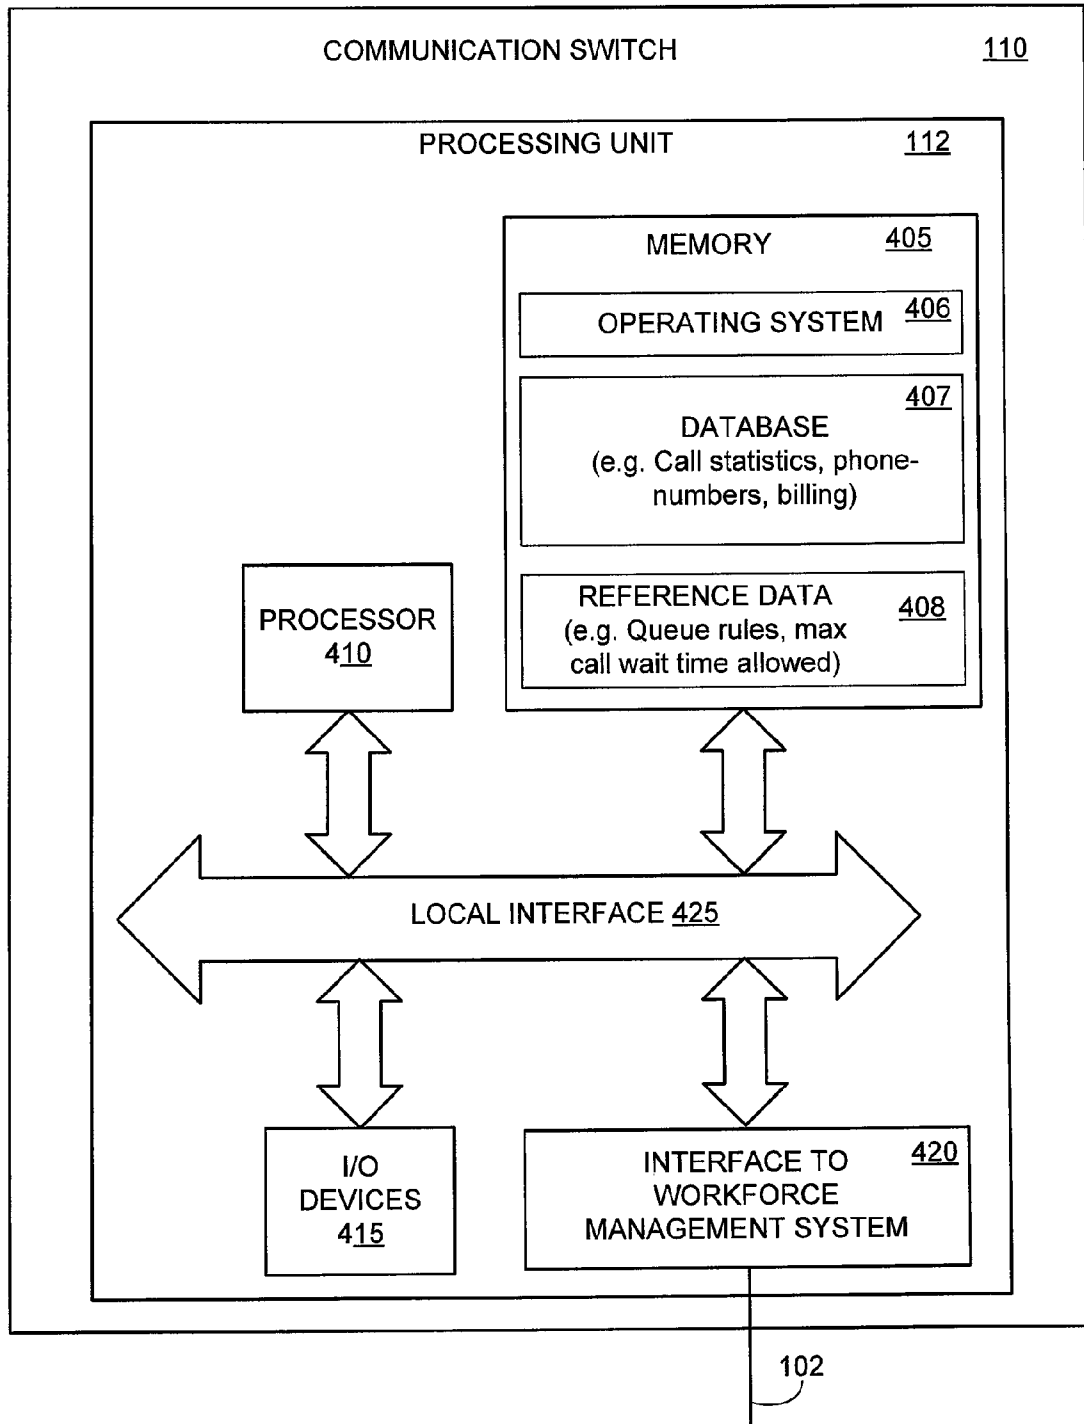 COMMUNICATION SWITCH 110
PROCESSING UNIT 112
MEMORY 405
OPERATING SYSTEM 406
407
DATABASE
(e.g. Call statistics, phone-
numbers, billing)
REFERENCE DATA
408
(e.g. Queue rules, max
call wait time allowed)
PROCESSOR
410
LOCAL INTERFACE 425
I/O
DEVICES
415
INTERFACE TO 420
WORKFORCE
MANAGEMENT SYSTEM
102